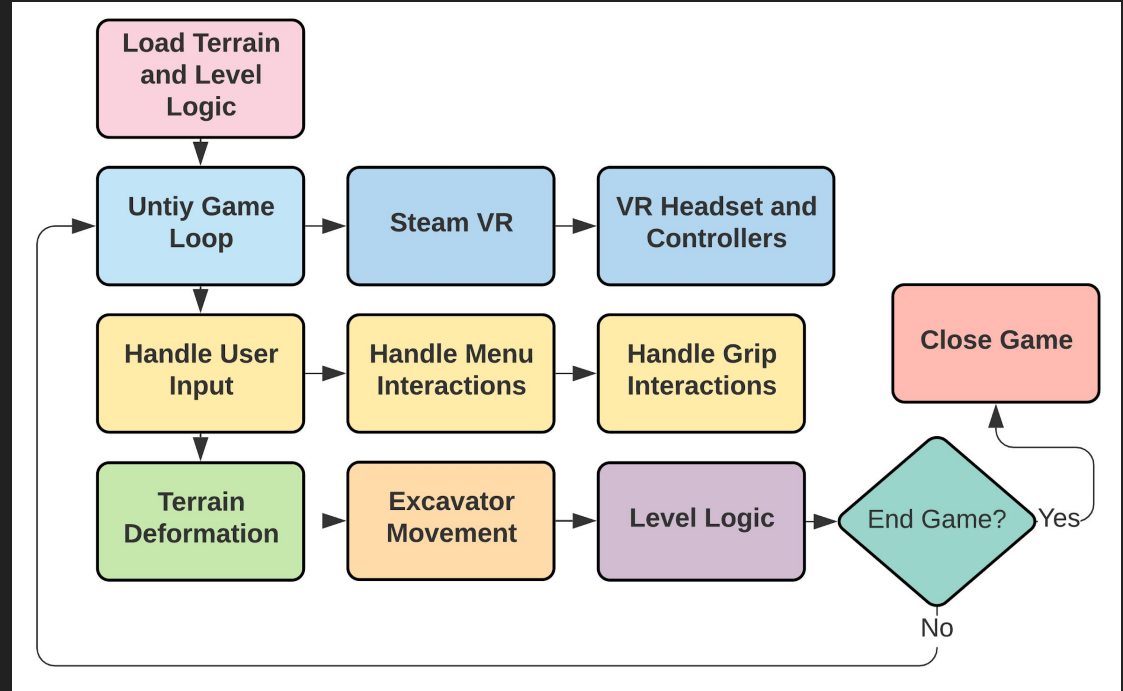 Load Terrain
and Level
Logic
Untiy Game
Loop
Steam VR
VR Headset and
Controllers
Handle User
Input
Handle Menu
Interactions
Handle Grip
Interactions
Close Game
Terrain
Deformation
Excavator
Movement
Level Logic
End Game?
Yes
No